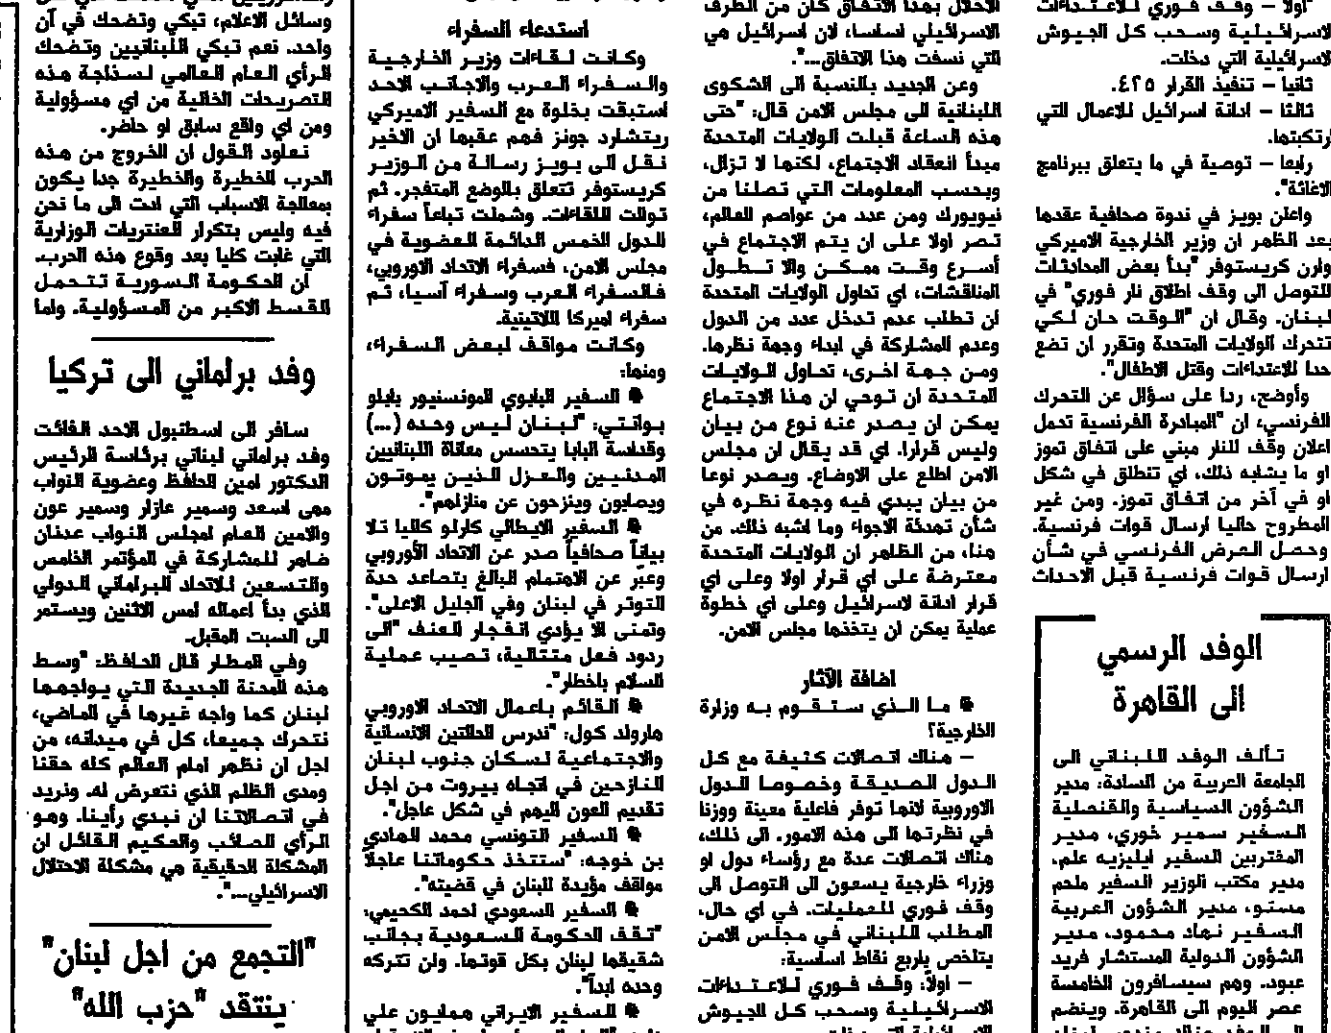 اولا – وقف فوري للاعتداءات
الاسرائيلية وسحب كل الجيوش
الاسرائيلية التي دخلت.
ثانيا – تنفيذ القرار ٤٢٥.
ثالثا – ادانة اسرائيل للاعمال التي
ارتكبتها.
رابعا – توصية في ما يتعلق ببرنامج
الاغاثة".
واعلن بويز في ندوة صحافية عقدها
بعد الظهر ان وزير الخارجية الاميركي
وارن كريستوفر "بدأ بعض المحادثات
للتوصل الى وقف اطلاق نار فوري" في
لبنان. وقال ان "الوقت حان لكي
تتحرك الولايات المتحدة وتقرر ان تضع
حدا للاعتداءات وقتل الاطفال".
وأوضح، ردا على سؤال عن التحرك
الفرنسي، ان "المبادرة الفرنسية تحمل
اعلان وقف للنار مبني على اتفاق تموز
او ما يشابه ذلك، اي تنطلق في شكل
او في آخر من اتفاق تموز. ومن غير
المطروح حاليا ارسال قوات فرنسية.
وحصل العرض الفرنسي في شأن
ارسال قوات فرنسية قبل الاحداث
الوفد الرسمي
الى القاهرة
تألف الوفد اللبناني الى
الجامعة العربية من السادة: مدير
الشؤون السياسية والقنصلية
السفير سمير خوري، مدير
المغتربين السفير ايليزيه علم،
مدير مكتب الوزير السفير ملحم
مستو، مدير الشؤون العربية
السفير نهاد محمود، مدير
الشؤون الدولية المستشار فريد
عبود. وهم سيسافرون الخامسة
عصر اليوم الى القاهرة. وينضم
الاخلال بهذا الاتفاق كان من الطرف
الاسرائيلي اساسا، لان اسرائيل هي
التي نسفت هذا الاتفاق...".
وعن الجديد بالنسبة الى الشكوى
اللبنانية الى مجلس الامن قال: "حتى
هذه الساعة قبلت الولايات المتحدة
مبدأ انعقاد الاجتماع، لكنها لا تزال،
وبحسب المعلومات التي تصلنا من
نيويورك ومن عدد من عواصم العالم،
تصر اولا على ان يتم الاجتماع في
أسرع وقت ممكن والا تطول
المناقشات، اي تحاول الولايات المتحدة
ان تطلب عدم تدخل عدد من الدول
وعدم المشاركة في ابداء وجهة نظرها.
ومن جهة اخرى، تحاول الولايات
المتحدة ان توحي ان هذا الاجتماع
يمكن ان يصدر عنه نوع من بيان
وليس قرارا. اي قد يقال ان مجلس
الامن اطلع على الاوضاع. ويصدر نوعا
من بيان يبدي فيه وجهة نظره في
شأن تهدئة الاجواء وما اشبه ذلك. من
هنا، من الظاهر ان الولايات المتحدة
معترضة على اي قرار اولا وعلى اي
قرار ادانة لاسرائيل وعلى اي خطوة
عملية يمكن ان يتخذها مجلس الامن.
اضافة الآثار
● ما الذي ستقوم به وزارة
الخارجية؟
– هناك اتصالات كثيفة مع كل
الدول الصديقة وخصوصا الدول
الاوروبية لانها توفر فاعلية معينة ووزنا
في نظرتها الى هذه الامور. الى ذلك،
هناك اتصالات عدة مع رؤساء دول او
وزراء خارجية يسعون الى التوصل الى
وقف فوري للعمليات. في اي حال،
المطلب اللبناني في مجلس الامن
يتلخص باربع نقاط اساسية:
– اولاً: وقف فوري للاعتداءات
الاسرائيلية وسحب كل الجيوش
استدعاء السفراء
وكانت لقاءات وزير الخارجية
والسفراء العرب والاجانب الاحد
استبقت بخلوة مع السفير الاميركي
ريتشارد جونز فهم عقبها ان الاخير
نقل الى بويز رسالة من الوزير
كريستوفر تتعلق بالوضع المتفجر. ثم
توالت اللقاءات. وشملت تباعاً سفراء
الدول الخمس الدائمة العضوية في
مجلس الامن، فسفراء الاتحاد الاوروبي،
فالسفراء العرب وسفراء آسيا، ثم
سفراء اميركا اللاتينية.
وكانت مواقف لبعض السفراء،
ومنها:
● السفير البابوي المونسنيور بابلو
بوانتي: "لبنان ليس وحده (...)
وقداسة البابا يتحسس معاناة اللبنانيين
المدنيين والعزل الذين يموتون
ويصابون وينزحون عن منازلهم".
● السفير الايطالي كارلو كاليا تلا
بياناً صحافياً صدر عن الاتحاد الأوروبي
وعبّر عن الاهتمام البالغ بتصاعد حدة
التوتر في لبنان وفي الجليل الاعلى".
وتمنى الا يؤدي انفجار العنف "الى
ردود فعل متتالية، تصيب عملية
السلام باخطار".
● القائم باعمال الاتحاد الاوروبي
هارولد كول: "ندرس الحالتين الانسانية
والاجتماعية لسكان جنوب لبنان
النازحين في اتجاه بيروت من اجل
تقديم العون اليهم في شكل عاجل".
● السفير التونسي محمد الهادي
بن خوجه: "ستتخذ حكوماتنا عاجلاً
مواقف مؤيدة للبنان في قضيته".
● السفير السعودي احمد الكحيمي:
"تقف الحكومة السعودية بجانب
شقيقها لبنان بكل قوتها. ولن تتركه
وحده ابداً".
● السفير الايراني همايون علي
وسائل الاعلام، تبكي وتضحك في آن
واحد. نعم تبكي اللبنانيين وتضحك
الرأي العام العالمي لسذاجة هذه
التصريحات الخالية من اي مسؤولية
ومن اي واقع سابق او حاضر.
نعاود القول ان الخروج من هذه
الحرب الخطيرة والخطيرة جدا يكون
بمعالجة الاسباب التي ادت الى ما نحن
فيه وليس بتكرار العنتريات الوزارية
التي غابت كليا بعد وقوع هذه الحرب.
ان الحكومة السورية تتحمل
القسط الاكبر من المسؤولية. واما
وفد برلماني الى تركيا
سافر الى اسطنبول الاحد الفائت
وفد برلماني لبناني برئاسة الرئيس
الدكتور امين الحافظ وعضوية النواب
مهى اسعد وسمير عازار وسمير عون
والامين العام لمجلس النواب عدنان
ضاهر للمشاركة في المؤتمر الخامس
والتسعين للاتحاد البرلماني الدولي
الذي بدأ اعماله امس الاثنين ويستمر
الى السبت المقبل.
وفي المطار قال الحافظ: "وسط
هذه المحنة الجديدة التي يواجهها
لبنان كما واجه غيرها في الماضي،
نتحرك جميعا، كل في ميدانه، من
اجل ان نظهر امام العالم كله حقنا
ومدى الظلم الذي نتعرض له. ونريد
في اتصالاتنا ان نبدي رأينا. وهو
الرأي الصائب والحكيم القائل ان
المشكلة الحقيقية هي مشكلة الاحتلال
الاسرائيلي...".
"التجمع من اجل لبنان"
ينتقد "حزب الله"